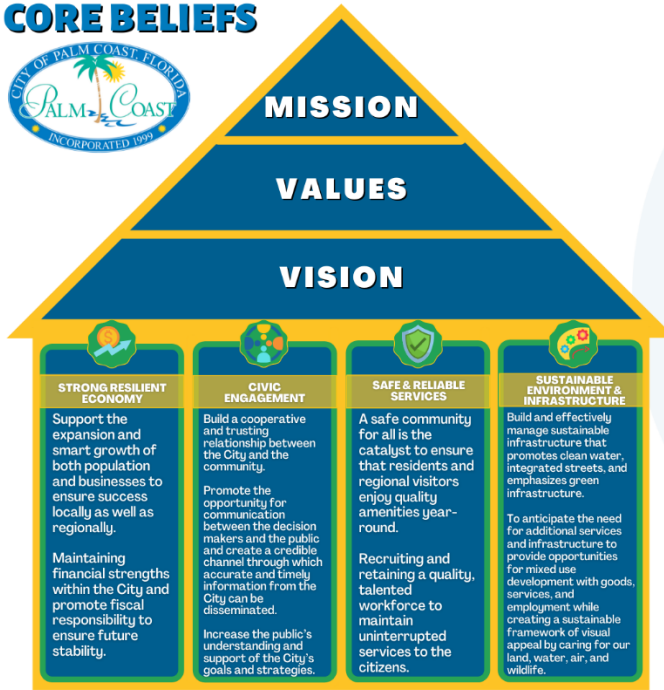 CORE BELIEFS
CITY OF PALM COAST, FLORIDA
PALM COAST
INCORPORATED 1999
MISSION
VALUES
VISION
STRONG RESILIENT
ECONOMY
Support the
expansion and
smart growth of
both population
and businesses to
ensure success
locally as well as
regionally.
Maintaining
financial strengths
within the City and
promote fiscal
responsibility to
ensure future
stability.
CIVIC
ENGAGEMENT
Build a cooperative
and trusting
relationship between
the City and the
community.
Promote the
opportunity for
communication
between the decision
makers and the public
and create a credible
channel through which
accurate and timely
information from the
City can be
disseminated.
Increase the public's
understanding and
support of the City's
goals and strategies.
SAFE & RELIABLE
SERVICES
A safe community
for all is the
catalyst to ensure
that residents and
regional visitors
enjoy quality
amenities year-
round.
Recruiting and
retaining a quality,
talented
workforce to
maintain
uninterrupted
services to the
citizens.
SUSTAINABLE
ENVIRONMENT &
INFRASTRUCTURE
Build and effectively
manage sustainable
infrastructure that
promotes clean water,
integrated streets, and
emphasizes green
infrastructure.
To anticipate the need
for additional services
and infrastructure to
provide opportunities
for mixed use
development with goods,
services, and
employment while
creating a sustainable
framework of visual
appeal by caring for our
land, water, air, and
wildlife.